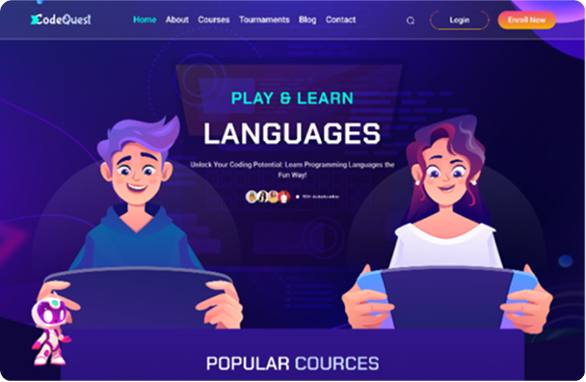 CodeQuest
Home About Courses Tournaments Blog Contact
Login
Enroll Now
PLAY & LEARN
LANGUAGES
Unlock Your Coding Potential: Learn Programming Languages the
Fun Way!
POPULAR COURCES